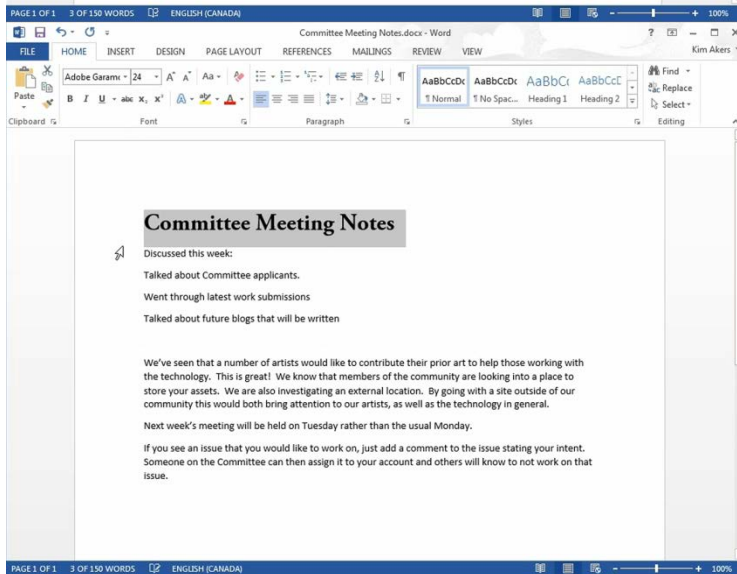 PAGE 1 OF 1 3 OF 150 WORDS ENGLISH (CANADA) 100%
Committee Meeting Notes.docx - Word
FILE HOME INSERT DESIGN PAGE LAYOUT REFERENCES MAILINGS REVIEW VIEW Kim Akers
Adobe Garamc 24 Aa
Find
Replace
Select
Paste
B I U abc
AaBbCcDc AaBbCcDc AaBbCc AaBbCcE
¶ Normal ¶ No Spac... Heading 1 Heading 2
Clipboard Font Paragraph Styles Editing
Committee Meeting Notes
Discussed this week:
Talked about Committee applicants.
Went through latest work submissions
Talked about future blogs that will be written
We've seen that a number of artists would like to contribute their prior art to help those working with
the technology. This is great! We know that members of the community are looking into a place to
store your assets. We are also investigating an external location. By going with a site outside of our
community this would both bring attention to our artists, as well as the technology in general.
Next week's meeting will be held on Tuesday rather than the usual Monday.
If you see an issue that you would like to work on, just add a comment to the issue stating your intent.
Someone on the Committee can then assign it to your account and others will know to not work on that
issue.
PAGE 1 OF 1 3 OF 150 WORDS ENGLISH (CANADA) 100%